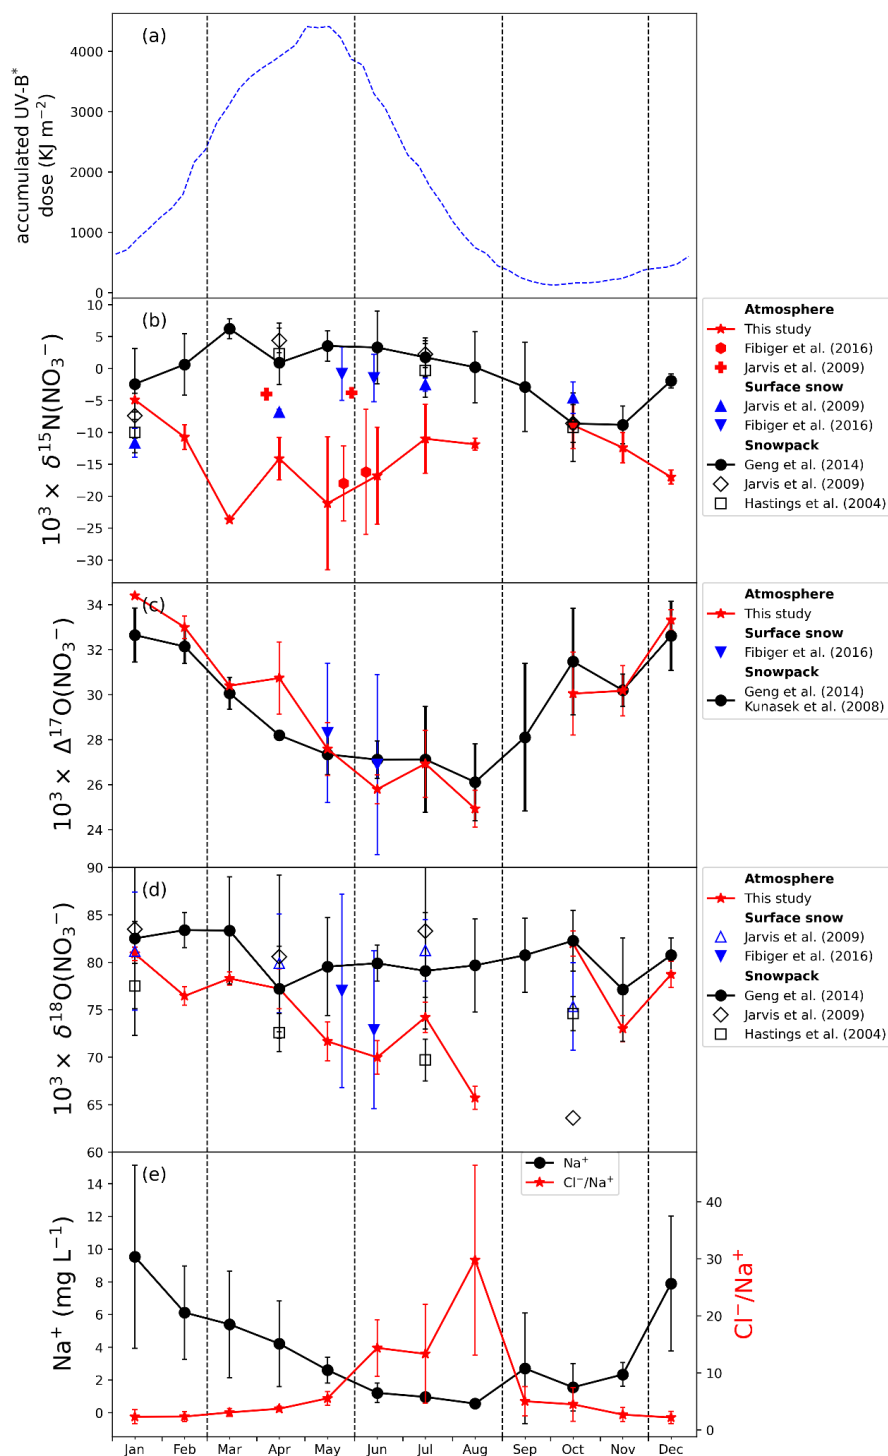 (a)
accumulated UV-B*
dose (KJ m⁻²)
4000
3000
2000
1000
0
(b)
10³ × δ¹⁵N(NO₃⁻)
10
5
0
−5
−10
−15
−20
−25
−30
Atmosphere
This study
Fibiger et al. (2016)
Jarvis et al. (2009)
Surface snow
Jarvis et al. (2009)
Fibiger et al. (2016)
Snowpack
Geng et al. (2014)
Jarvis et al. (2009)
Hastings et al. (2004)
(c)
10³ × Δ¹⁷O(NO₃⁻)
34
32
30
28
26
24
Atmosphere
This study
Surface snow
Fibiger et al. (2016)
Snowpack
Geng et al. (2014)
Kunasek et al. (2008)
(d)
10³ × δ¹⁸O(NO₃⁻)
90
85
80
75
70
65
60
Atmosphere
This study
Surface snow
Jarvis et al. (2009)
Fibiger et al. (2016)
Snowpack
Geng et al. (2014)
Jarvis et al. (2009)
Hastings et al. (2004)
(e)
Na⁺
Cl⁻/Na⁺
Na⁺ (mg L⁻¹)
14
12
10
8
6
4
2
0
40
30
20
10
0
Cl⁻/Na⁺
Jan Feb Mar Apr May Jun Jul Aug Sep Oct Nov Dec